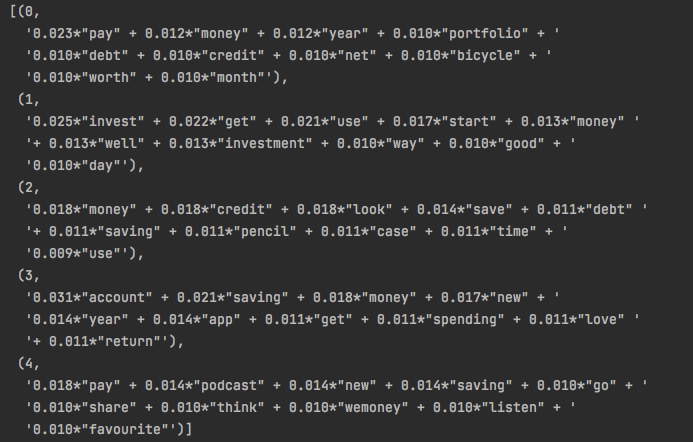 [(0,
'0.023*"pay" + 0.012*"money" + 0.012*"year" + 0.010*"portfolio" + '
'0.010*"debt" + 0.010*"credit" + 0.010*"net" + 0.010*"bicycle" + '
'0.010*"worth" + 0.010*"month"'),
(1,
'0.025*"invest" + 0.022*"get" + 0.021*"use" + 0.017*"start" + 0.013*"money" '
'+ 0.013*"well" + 0.013*"investment" + 0.010*"way" + 0.010*"good" + '
'0.010*"day"'),
(2,
'0.018*"money" + 0.018*"credit" + 0.018*"look" + 0.014*"save" + 0.011*"debt" '
'+ 0.011*"saving" + 0.011*"pencil" + 0.011*"case" + 0.011*"time" + '
'0.009*"use"'),
(3,
'0.031*"account" + 0.021*"saving" + 0.018*"money" + 0.017*"new" + '
'0.014*"year" + 0.014*"app" + 0.011*"get" + 0.011*"spending" + 0.011*"love" '
'+ 0.011*"return"'),
(4,
'0.018*"pay" + 0.014*"podcast" + 0.014*"new" + 0.014*"saving" + 0.010*"go" + '
'0.010*"share" + 0.010*"think" + 0.010*"wemoney" + 0.010*"listen" + '
'0.010*"favourite"')]